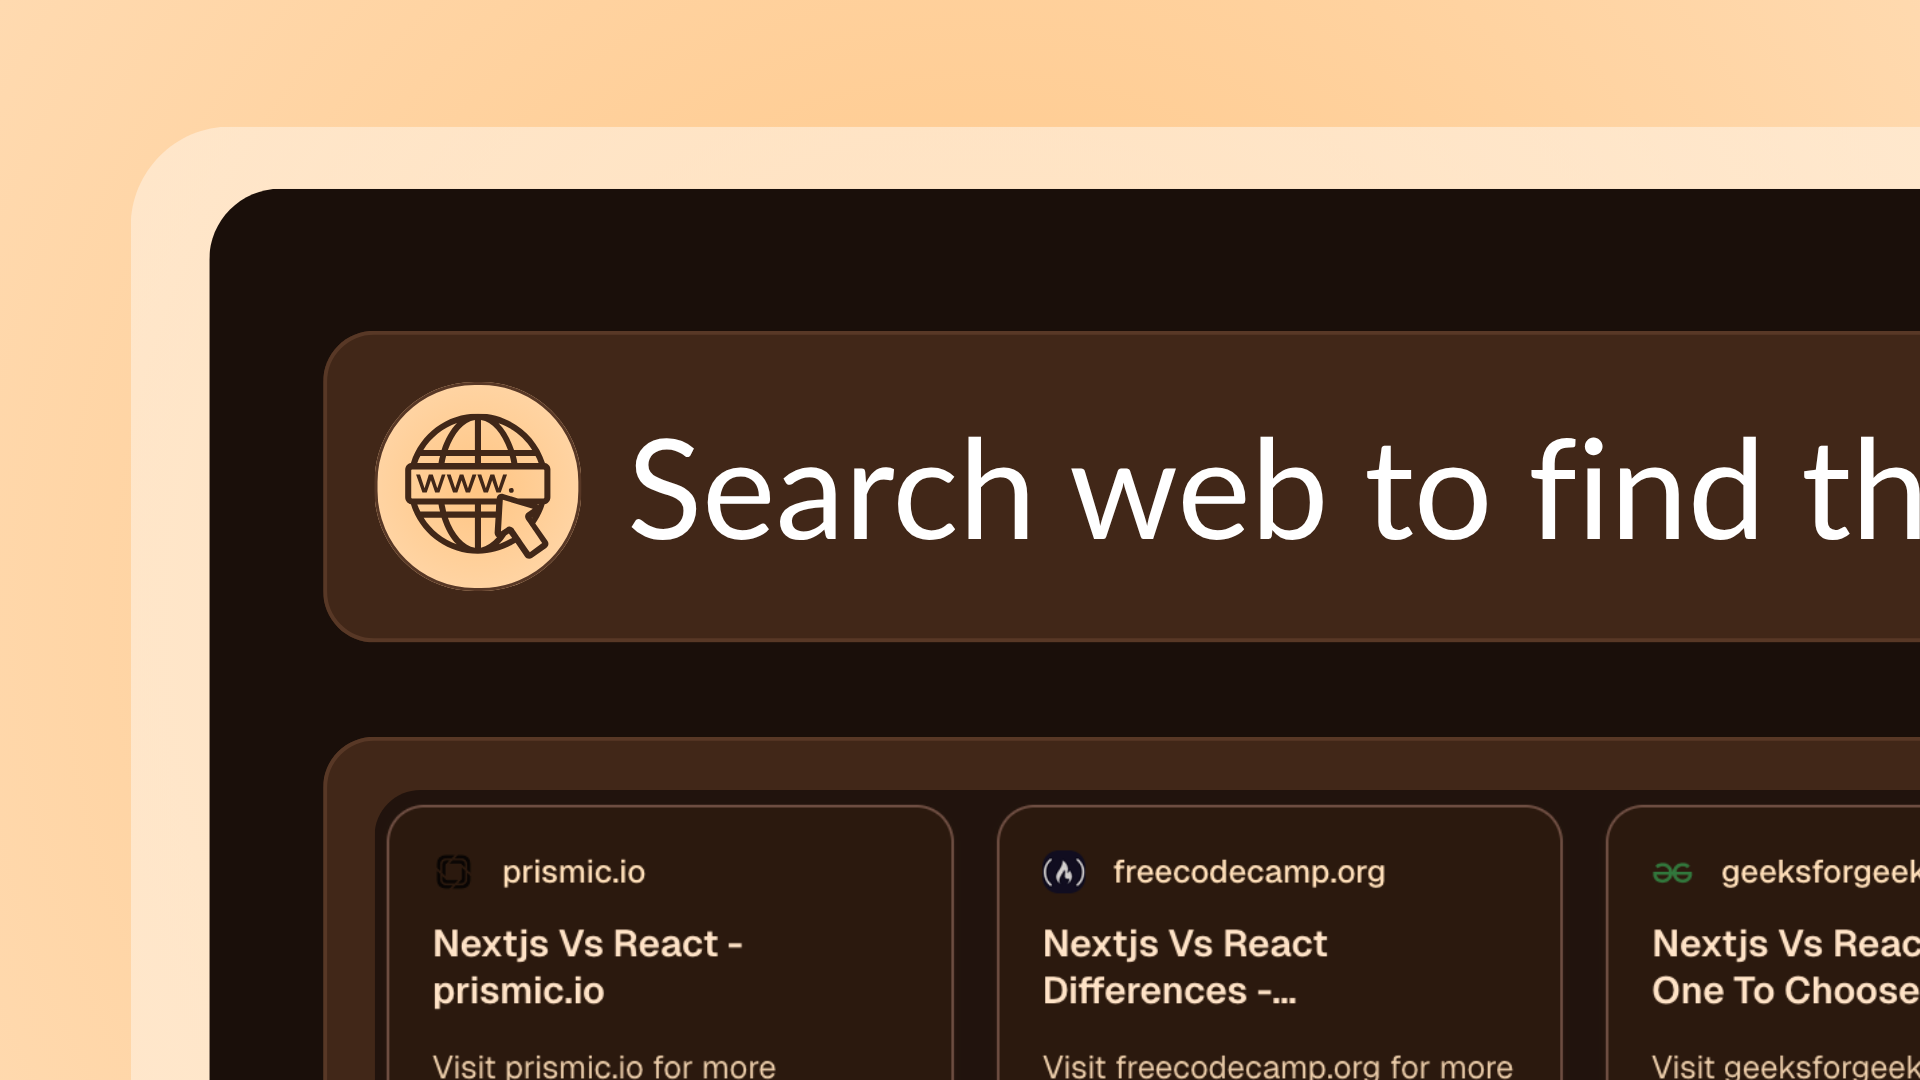 www.
Search web to find th
prismic.io
Nextjs Vs React -
prismic.io
Visit prismic.io for more
freecodecamp.org
Nextjs Vs React
Differences -...
Visit freecodecamp.org for more
geeksforgeek
Nextjs Vs Reac
One To Choose
Visit geeksforgeek